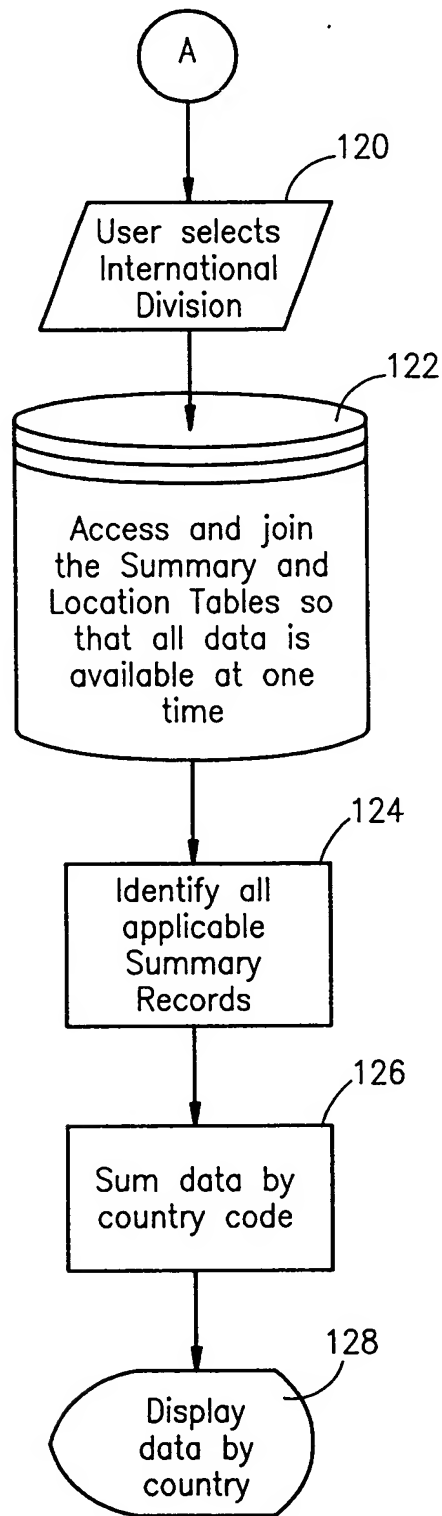 A
120
User selects
International
Division
122
Access and join
the Summary and
Location Tables so
that all data is
available at one
time
124
Identify all
applicable
Summary
Records
126
Sum data by
country code
128
Display
data by
country